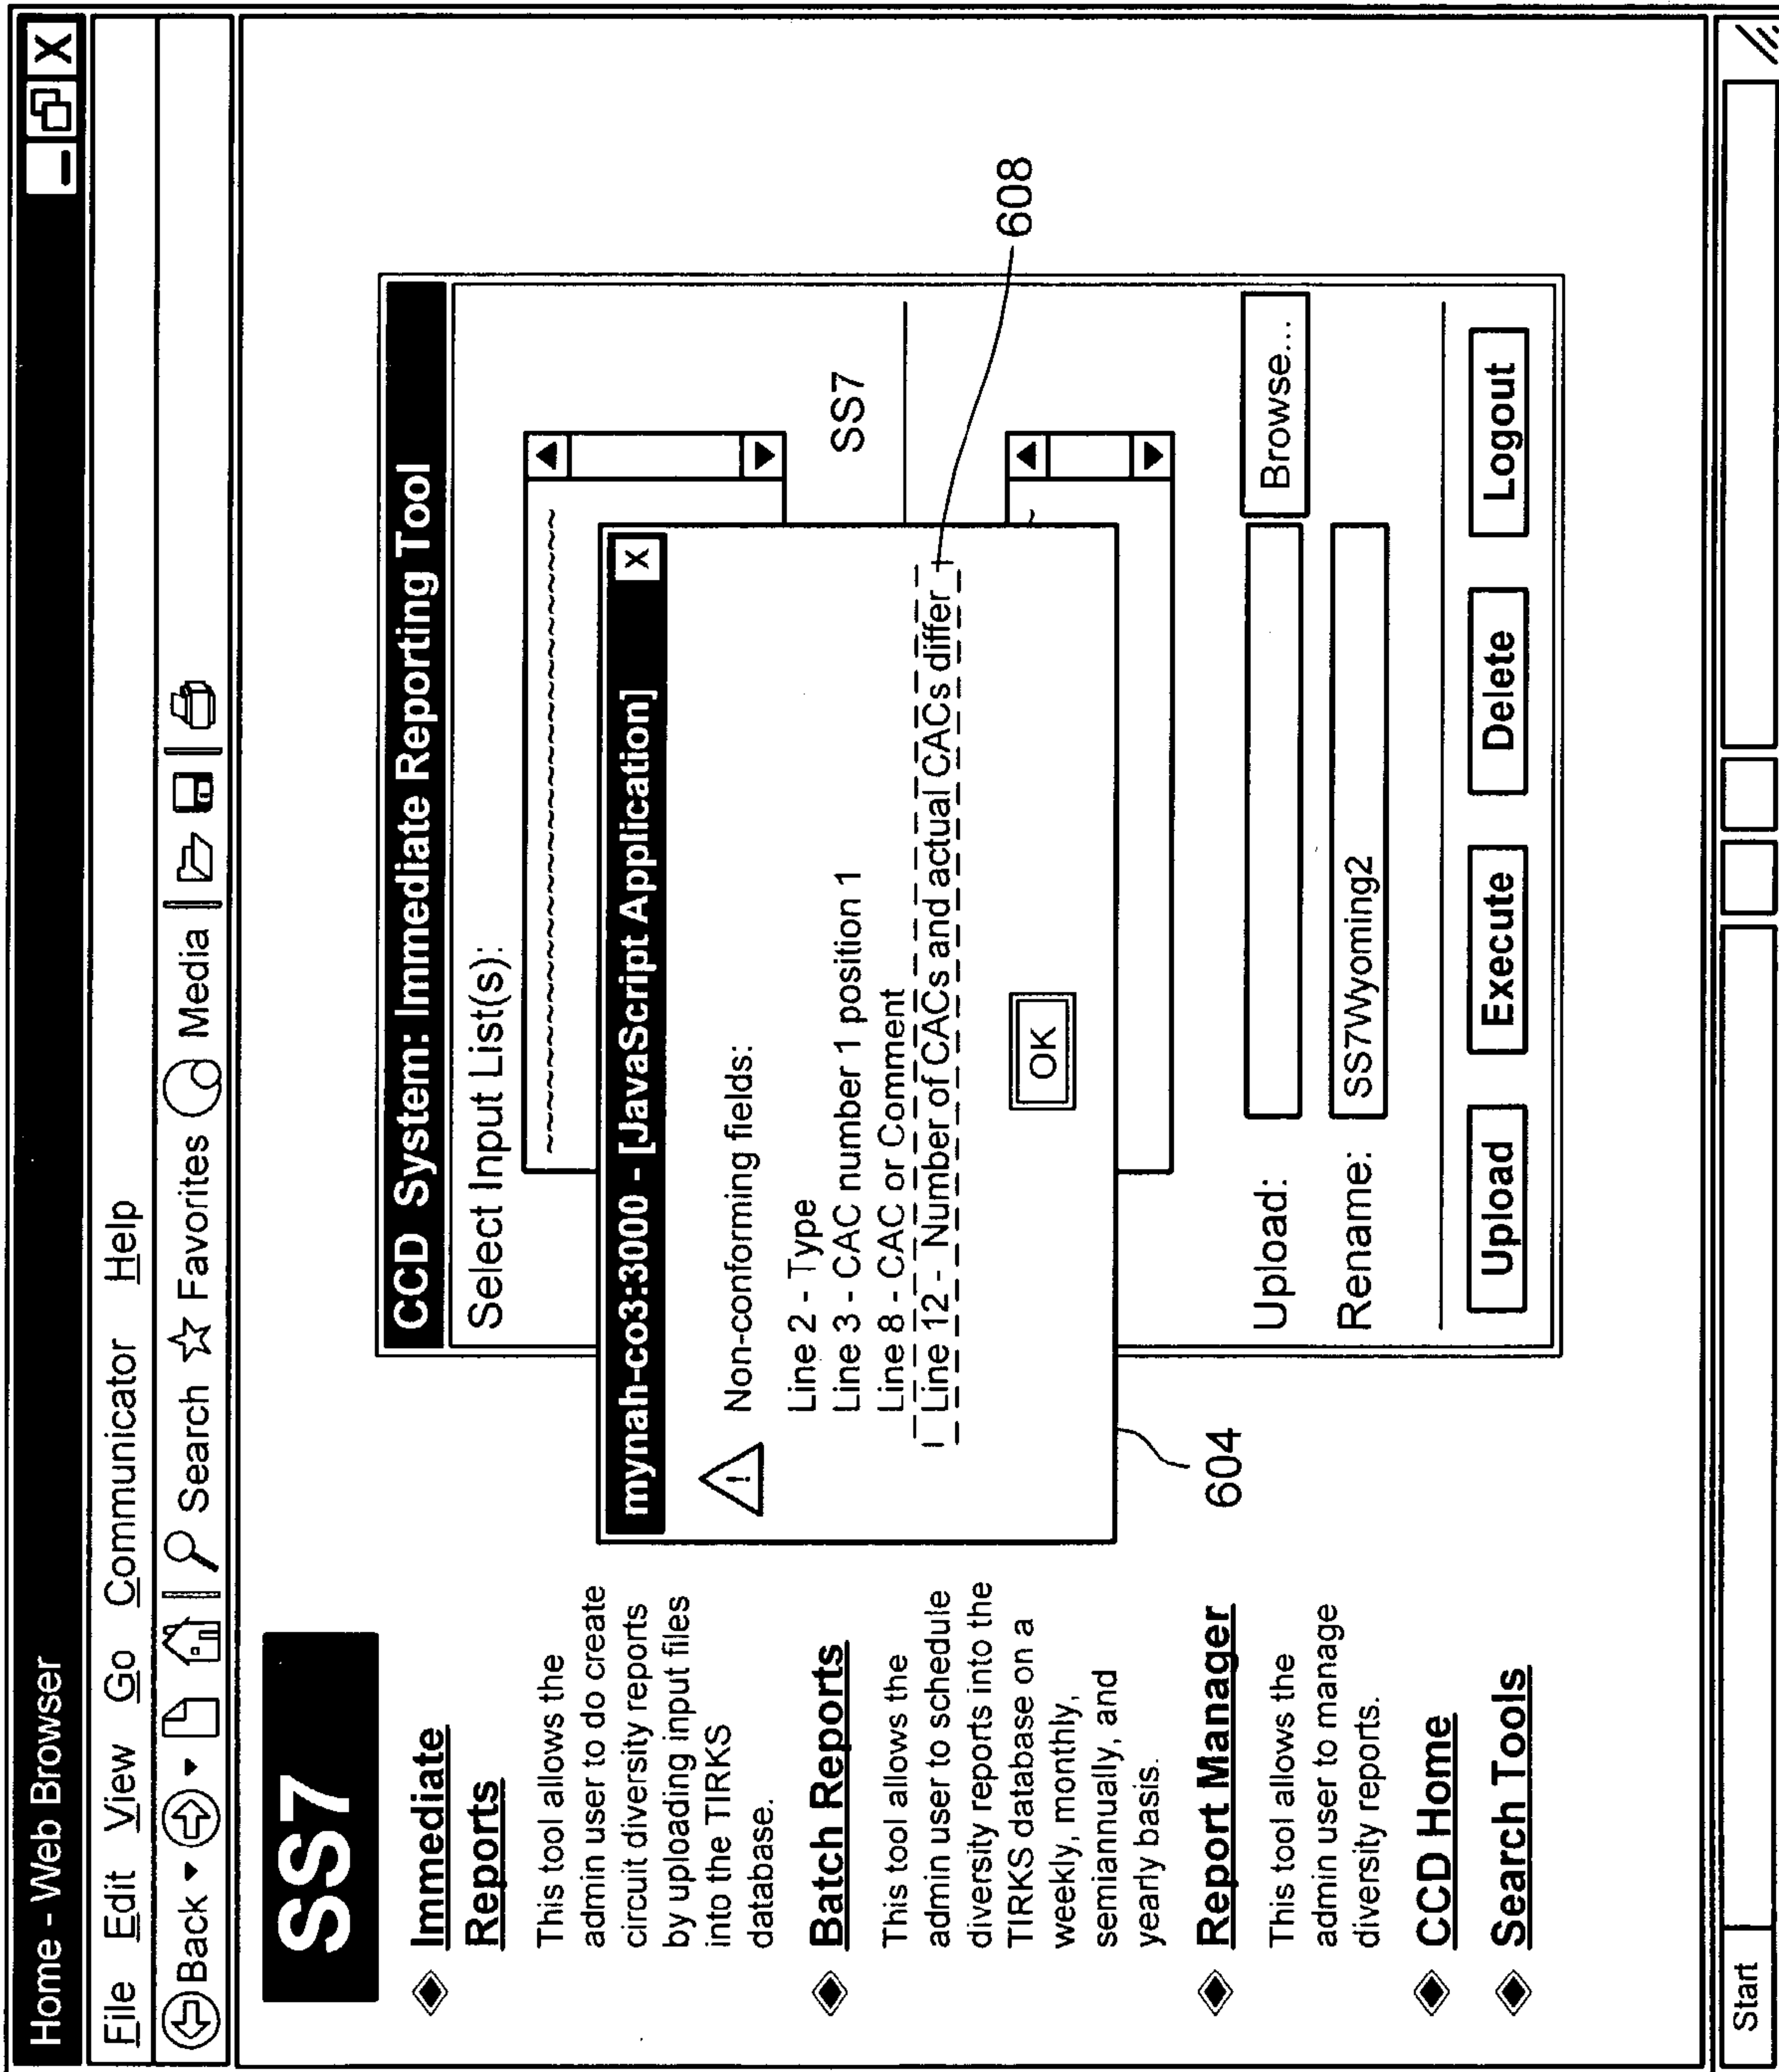 Home - Web Browser
X
File Edit View Go Communicator Help
Back Search Favorites Media
SS7
Immediate
Reports
This tool allows the
admin user to do create
circuit diversity reports
by uploading input files
into the TIRKS
database.
Batch Reports
This tool allows the
admin user to schedule
diversity reports into the
TIRKS database on a
weekly, monthly,
semiannually, and
yearly basis.
Report Manager
This tool allows the
admin user to manage
diversity reports.
CCD Home
Search Tools
CCD System: Immediate Reporting Tool
Select Input List(s):
SS7
mynah-co3:3000 - [JavaScript Application]
X
! Non-conforming fields:
Line 2 - Type
Line 3 - CAC number 1 position 1
Line 8 - CAC or Comment
Line 12 - Number of CACs and actual CACs differ
OK
608
604
Upload:
Browse...
Rename: SS7Wyoming2
Upload Execute Delete Logout
Start